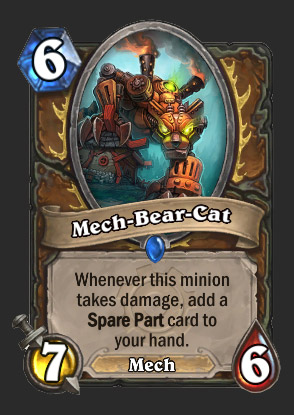 6
Mech-Bear-Cat
Whenever this minion
takes damage, add a
Spare Part card to
your hand.
7
Mech
6